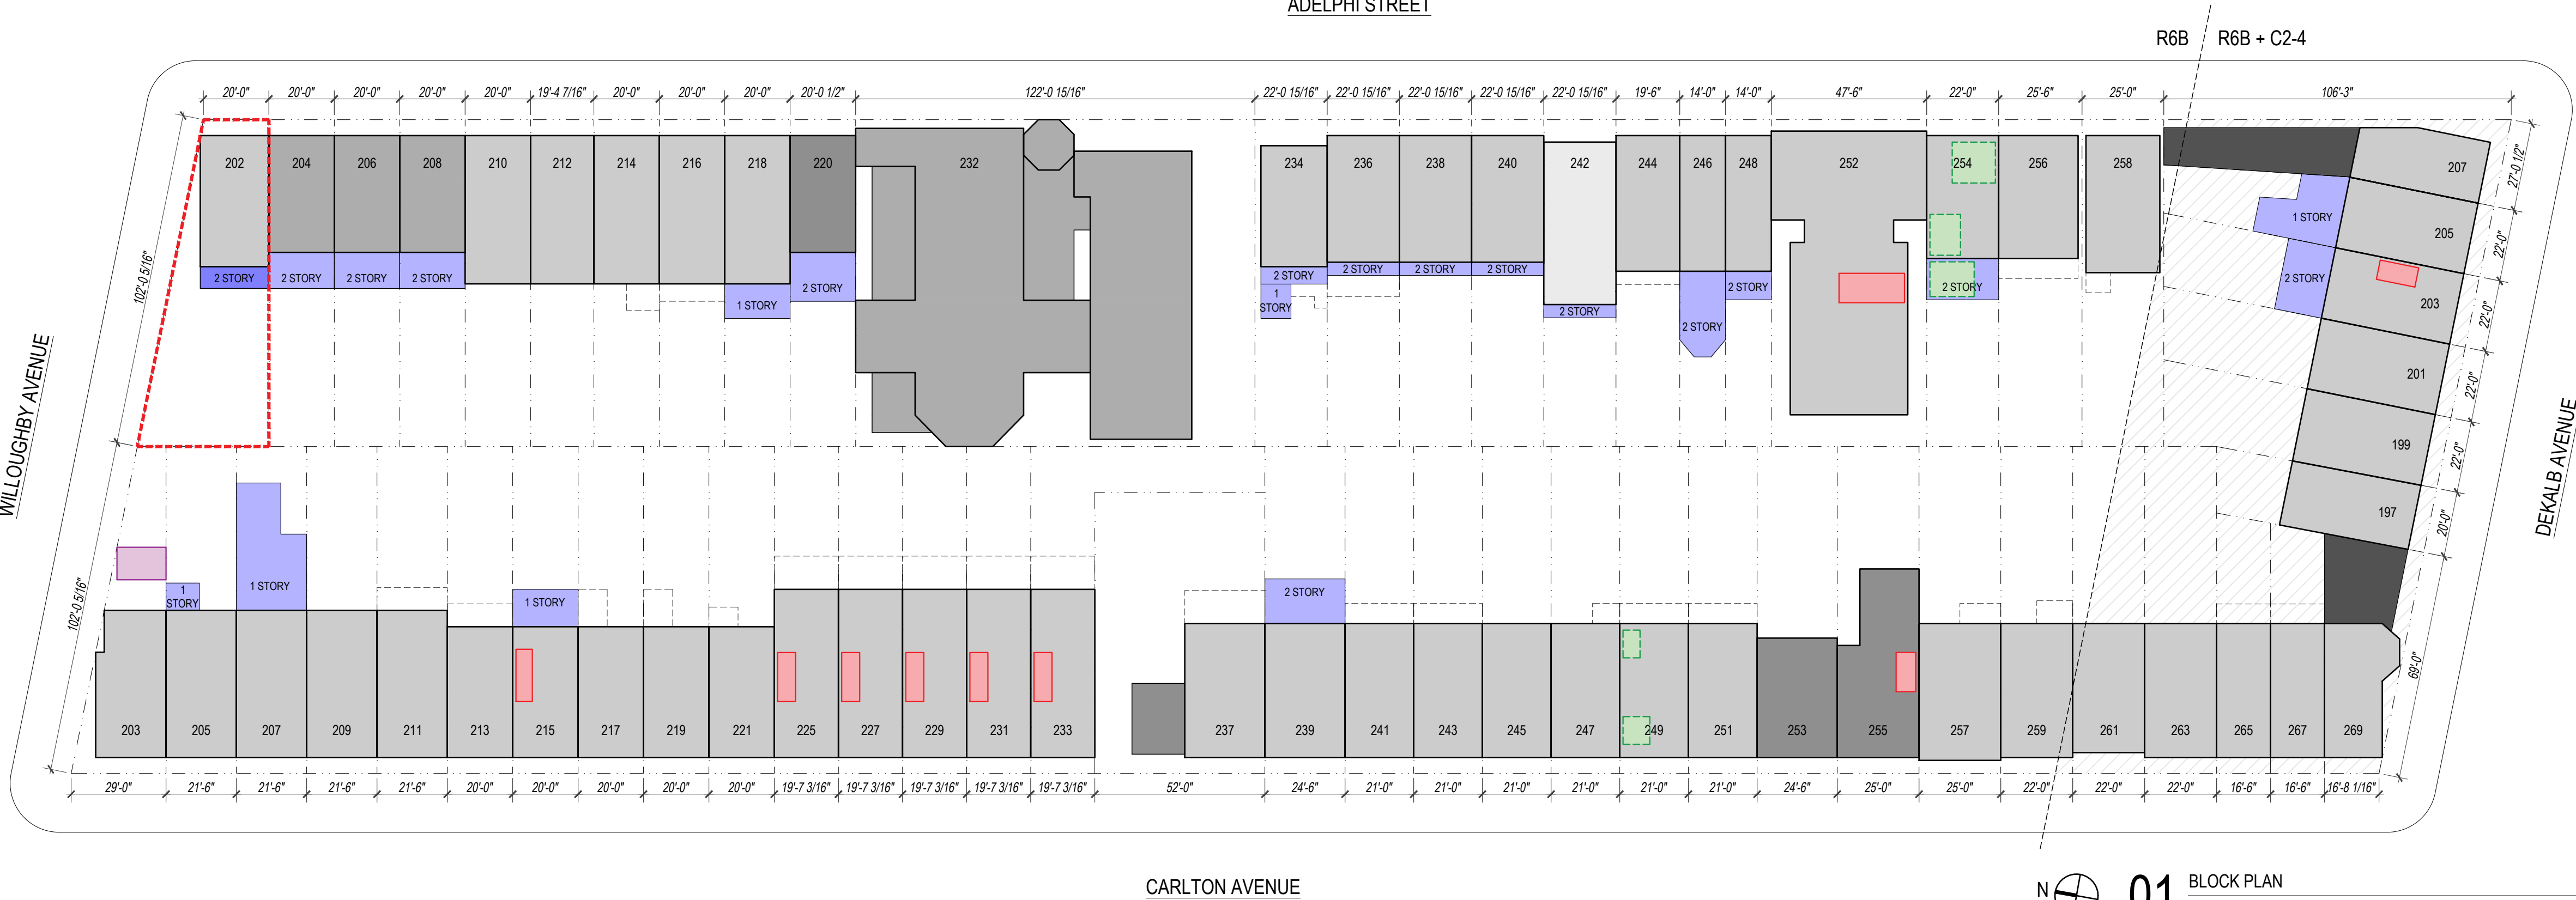 ADELPHI STREET
R6B
R6B + C2-4
20'-0" 20'-0" 20'-0" 20'-0" 20'-0" 19'-4 7/16" 20'-0" 20'-0" 20'-0" 20'-0 1/2" 122'-0 15/16" 22'-0 15/16" 22'-0 15/16" 22'-0 15/16" 22'-0 15/16" 22'-0 15/16" 19'-6" 14'-0" 14'-0" 47'-6" 22'-0" 25'-6" 25'-0" 106'-3"
202 204 206 208 210 212 214 216 218 220 232 234 236 238 240 242 244 246 248 252 254 256 258 207
27'-0 1/2"
1 STORY
205
22'-0"
102'-0 5/16"
2 STORY 2 STORY 2 STORY 2 STORY 1 STORY 2 STORY
2 STORY 2 STORY 2 STORY 2 STORY 2 STORY 2 STORY 2 STORY 2 STORY
1
STORY
2 STORY
203
22'-0"
201
22'-0"
199
22'-0"
197
20'-0"
WILLOUGHBY AVENUE
DEKALB AVENUE
102'-0 5/16"
1
STORY
1 STORY
1 STORY
2 STORY
69'-0"
203 205 207 209 211 213 215 217 219 221 225 227 229 231 233 237 239 241 243 245 247 249 251 253 255 257 259 261 263 265 267 269
29'-0" 21'-6" 21'-6" 21'-6" 21'-6" 20'-0" 20'-0" 20'-0" 20'-0" 20'-0" 19'-7 3/16" 19'-7 3/16" 19'-7 3/16" 19'-7 3/16" 19'-7 3/16" 52'-0" 24'-6" 21'-0" 21'-0" 21'-0" 21'-0" 21'-0" 21'-0" 24'-6" 25'-0" 25'-0" 22'-0" 22'-0" 22'-0" 16'-6" 16'-6" 16'-8 1/16"
CARLTON AVENUE
N
01
BLOCK PLAN